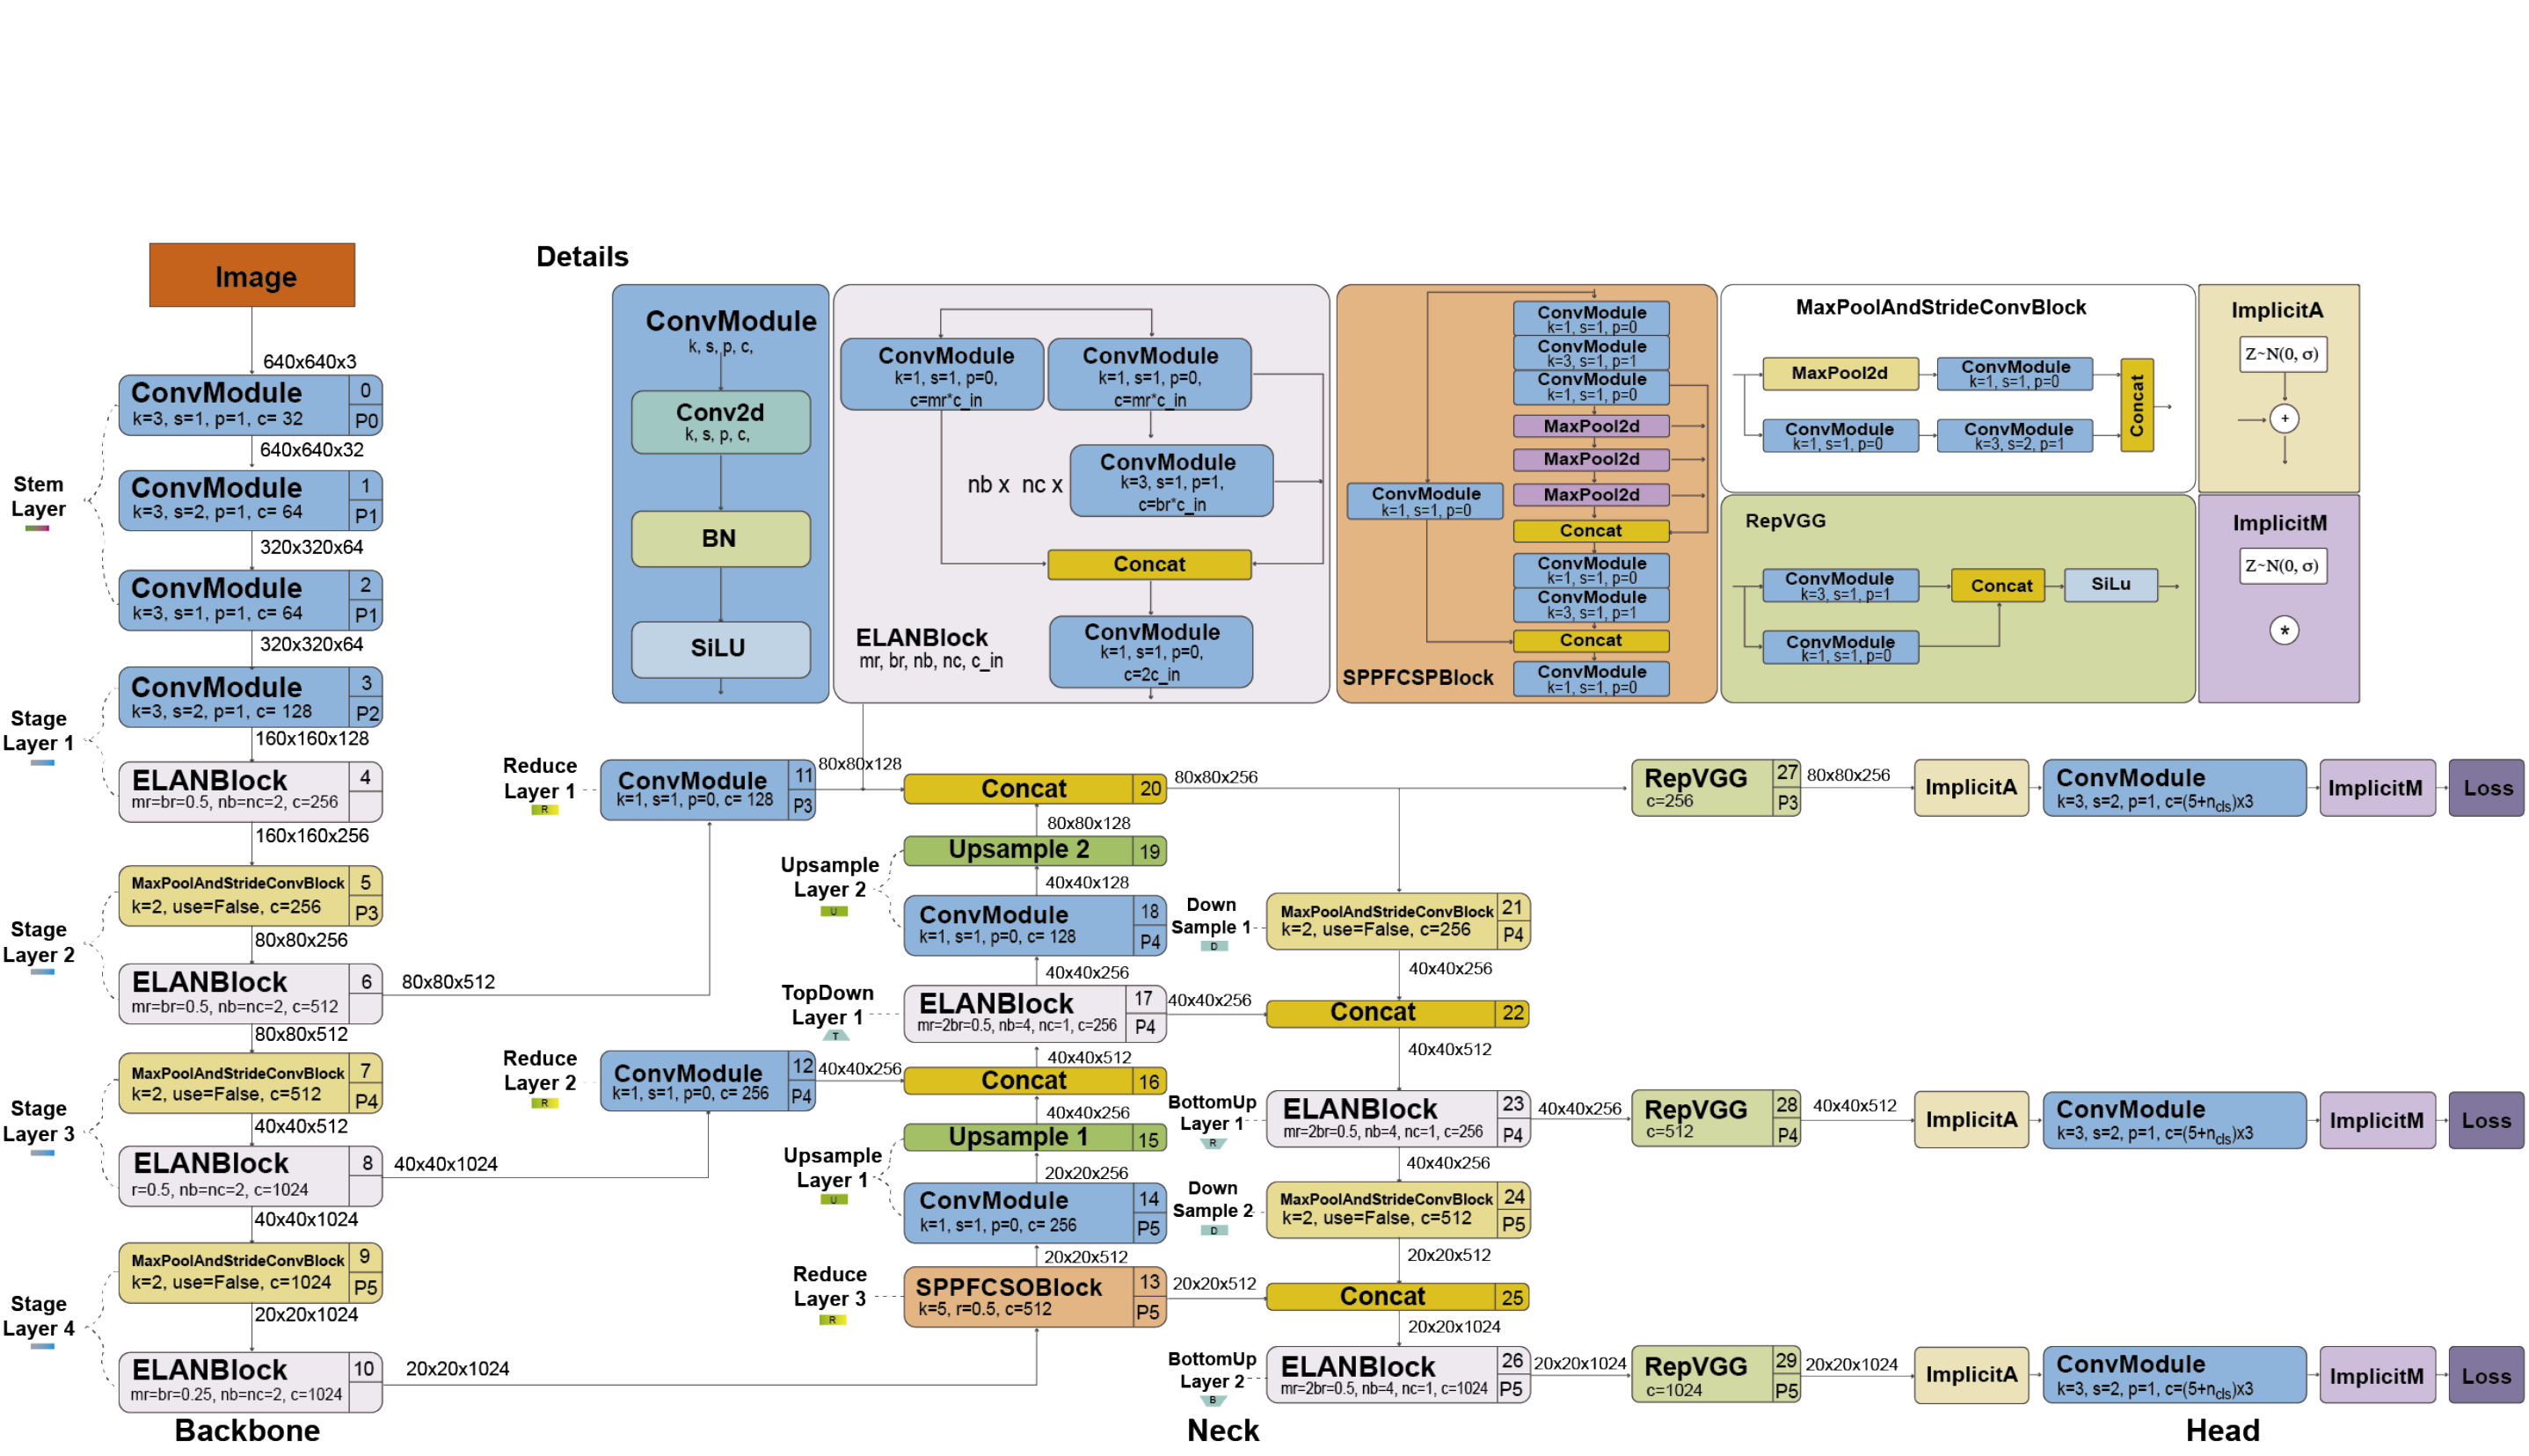 Image
640x640x3
ConvModule 0
k=3, s=1, p=1, c= 32 P0
640x640x32
Stem
Layer
ConvModule 1
k=3, s=2, p=1, c= 64 P1
320x320x64
ConvModule 2
k=3, s=1, p=1, c= 64 P1
320x320x64
Stage
Layer 1
ConvModule 3
k=3, s=2, p=1, c= 128 P2
160x160x128
ELANBlock 4
mr=br=0.5, nb=nc=2, c=256
160x160x256
Stage
Layer 2
MaxPoolAndStrideConvBlock 5
k=2, use=False, c=256 P3
80x80x256
ELANBlock 6
mr=br=0.5, nb=nc=2, c=512
80x80x512
80x80x512
Stage
Layer 3
MaxPoolAndStrideConvBlock 7
k=2, use=False, c=512 P4
40x40x512
ELANBlock 8
r=0.5, nb=nc=2, c=1024
40x40x1024
40x40x1024
Stage
Layer 4
MaxPoolAndStrideConvBlock 9
k=2, use=False, c=1024 P5
20x20x1024
ELANBlock 10
mr=br=0.25, nb=nc=2, c=1024
20x20x1024
Backbone
Details
ConvModule
k, s, p, c,
Conv2d
k, s, p, c,
BN
SiLU
ConvModule
k=1, s=1, p=0,
c=mr*c_in
ConvModule
k=1, s=1, p=0,
c=mr*c_in
nb x nc x
ConvModule
k=3, s=1, p=1,
c=br*c_in
Concat
ELANBlock
mr, br, nb, nc, c_in
ConvModule
k=1, s=1, p=0,
c=2c_in
ConvModule
k=1, s=1, p=0
ConvModule
k=3, s=1, p=1
ConvModule
k=1, s=1, p=0
MaxPool2d
MaxPool2d
MaxPool2d
ConvModule
k=1, s=1, p=0
Concat
ConvModule
k=1, s=1, p=0
ConvModule
k=3, s=1, p=1
Concat
SPPFCSPBlock
ConvModule
k=1, s=1, p=0
MaxPoolAndStrideConvBlock
MaxPool2d
ConvModule
k=1, s=1, p=0
ConvModule
k=1, s=1, p=0
ConvModule
k=3, s=2, p=1
Concat
RepVGG
ConvModule
k=3, s=1, p=1
Concat
SiLu
ConvModule
k=1, s=1, p=0
ImplicitA
Z~N(0, σ)
+
ImplicitM
Z~N(0, σ)
*
Reduce
Layer 1
R
ConvModule 11
k=1, s=1, p=0, c= 128 P3
80x80x128
Concat 20
80x80x256
80x80x128
Upsample
Layer 2
U
Upsample 2 19
40x40x128
ConvModule 18
k=1, s=1, p=0, c= 128 P4
40x40x256
TopDown
Layer 1
T
ELANBlock 17
mr=2br=0.5, nb=4, nc=1, c=256 P4
40x40x256
40x40x512
Reduce
Layer 2
R
ConvModule 12
k=1, s=1, p=0, c= 256 P4
40x40x256
Concat 16
40x40x256
Upsample
Layer 1
U
Upsample 1 15
20x20x256
ConvModule 14
k=1, s=1, p=0, c= 256 P5
20x20x512
Reduce
Layer 3
R
SPPFCSOBlock 13
k=5, r=0.5, c=512 P5
20x20x512
Down
Sample 1
D
MaxPoolAndStrideConvBlock 21
k=2, use=False, c=256 P4
40x40x256
Concat 22
40x40x512
BottomUp
Layer 1
R
ELANBlock 23
mr=2br=0.5, nb=4, nc=1, c=256 P4
40x40x256
40x40x256
Down
Sample 2
D
MaxPoolAndStrideConvBlock 24
k=2, use=False, c=512 P5
20x20x512
Concat 25
20x20x1024
BottomUp
Layer 2
B
ELANBlock 26
mr=2br=0.5, nb=4, nc=1, c=1024 P5
20x20x1024
Neck
RepVGG 27
c=256 P3
80x80x256
ImplicitA
ConvModule
k=3, s=2, p=1, c=(5+ncls)x3
ImplicitM
Loss
RepVGG 28
c=512 P4
40x40x512
ImplicitA
ConvModule
k=3, s=2, p=1, c=(5+ncls)x3
ImplicitM
Loss
RepVGG 29
c=1024 P5
20x20x1024
ImplicitA
ConvModule
k=3, s=2, p=1, c=(5+ncls)x3
ImplicitM
Loss
Head